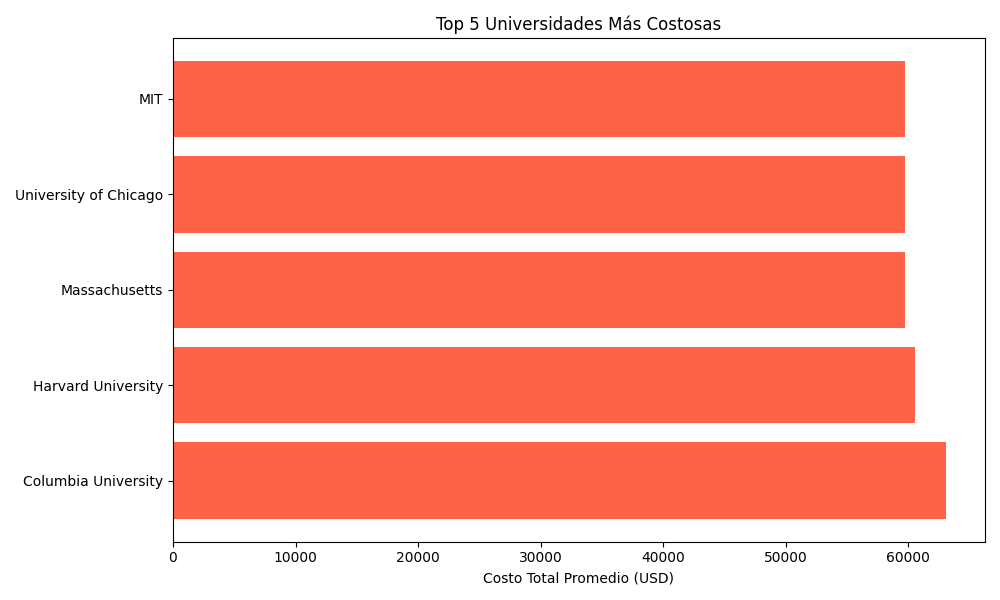 Top 5 Universidades Más Costosas
MIT
University of Chicago
Massachusetts
Harvard University
Columbia University
0 10000 20000 30000 40000 50000 60000
Costo Total Promedio (USD)